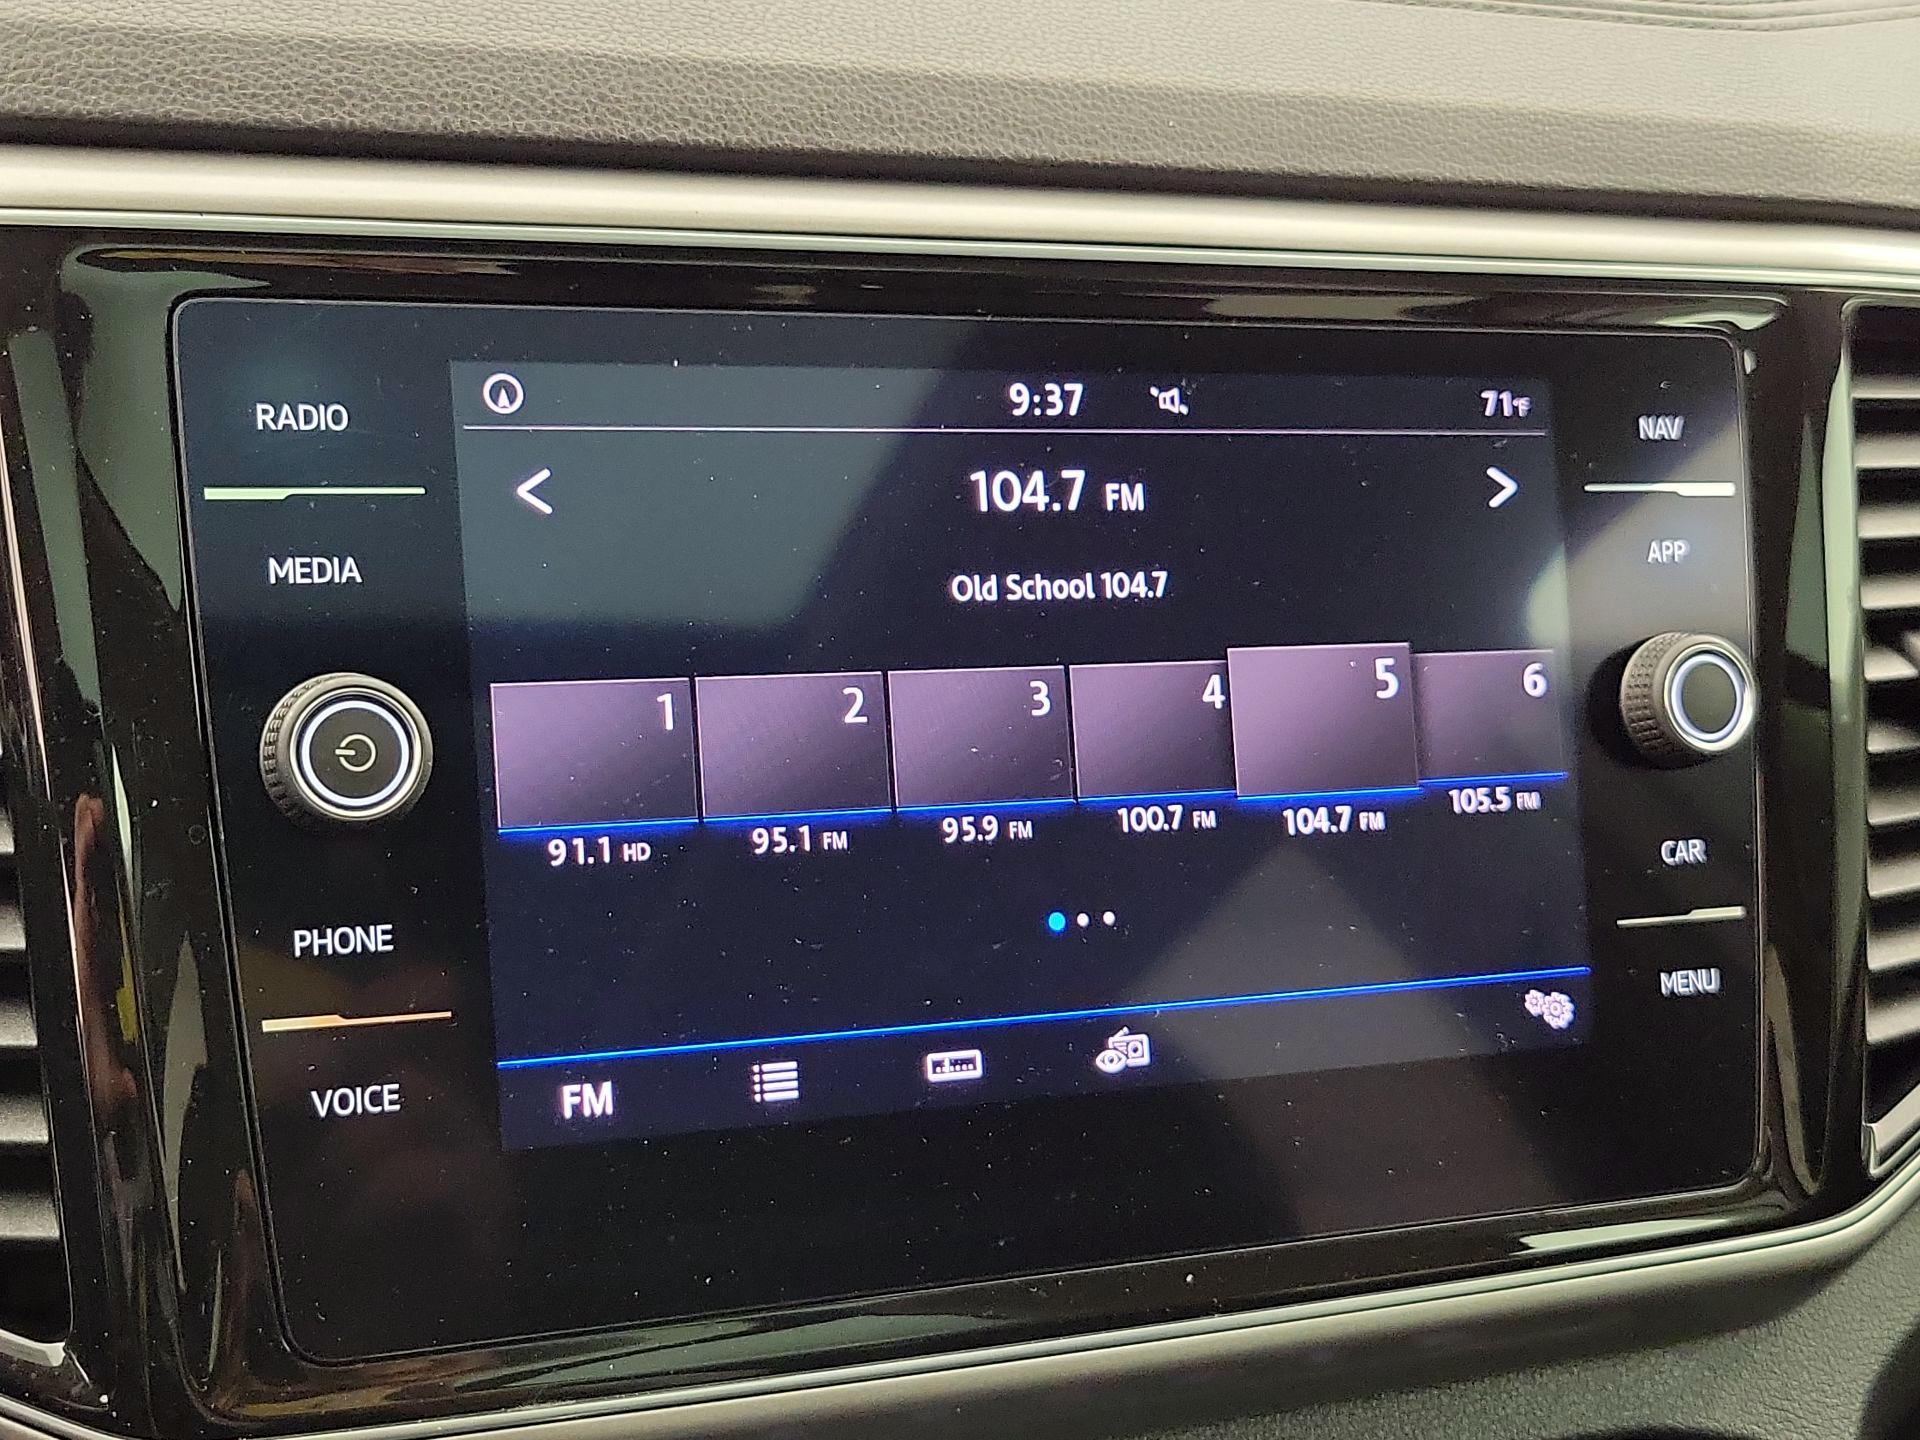 RADIO
MEDIA
PHONE
VOICE
9:37
71°F
104.7 FM
Old School 104.7
1 2 3 4 5 6
91.1 HD 95.1 FM 95.9 FM 100.7 FM 104.7 FM 105.5 FM
FM
NAV
APP
CAR
MENU